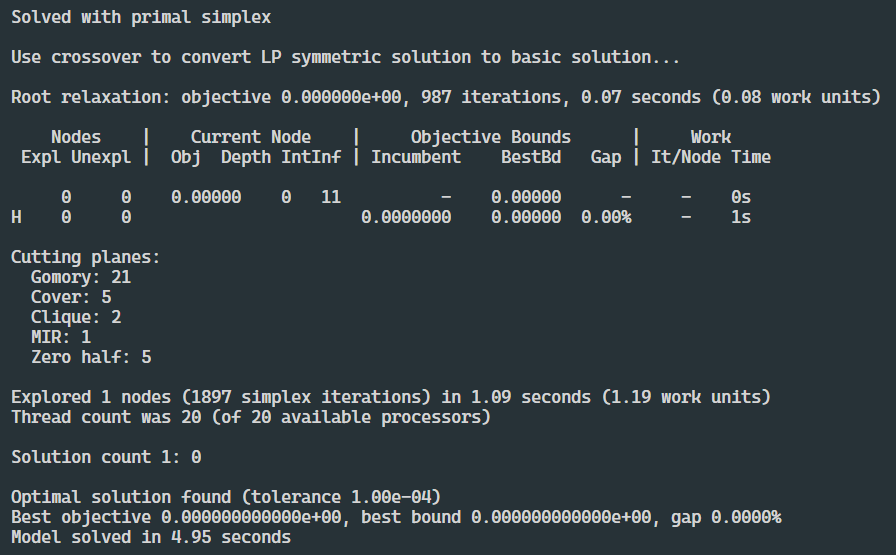 Solved with primal simplex
Use crossover to convert LP symmetric solution to basic solution...
Root relaxation: objective 0.000000e+00, 987 iterations, 0.07 seconds (0.08 work units)
    Nodes    |    Current Node    |     Objective Bounds      |     Work
 Expl Unexpl |  Obj  Depth IntInf | Incumbent    BestBd   Gap | It/Node Time
     0     0    0.00000    0   11          -    0.00000      -     -    0s
H    0     0                       0.0000000    0.00000  0.00%     -    1s
Cutting planes:
  Gomory: 21
  Cover: 5
  Clique: 2
  MIR: 1
  Zero half: 5
Explored 1 nodes (1897 simplex iterations) in 1.09 seconds (1.19 work units)
Thread count was 20 (of 20 available processors)
Solution count 1: 0
Optimal solution found (tolerance 1.00e-04)
Best objective 0.000000000000e+00, best bound 0.000000000000e+00, gap 0.0000%
Model solved in 4.95 seconds